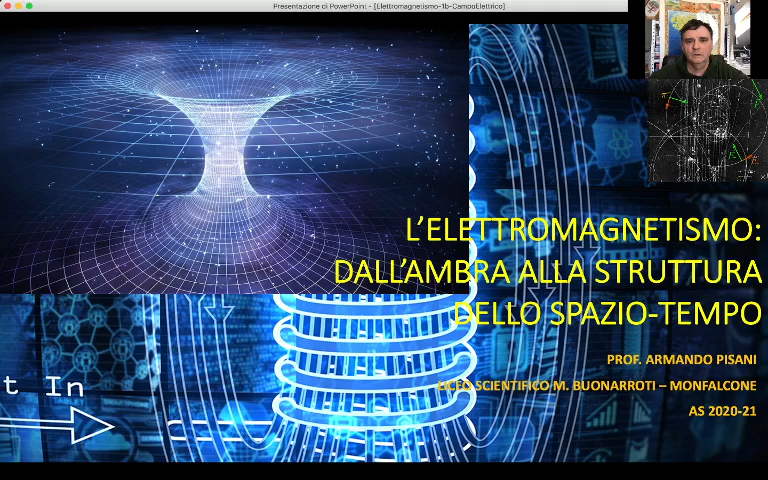 Presentazione di PowerPoint - [Elettromagnetismo-1b-CampoElettrico]
L'ELETTROMAGNETISMO:
DALL'AMBRA ALLA STRUTTURA
DELLO SPAZIO-TEMPO
PROF. ARMANDO PISANI
LICEO SCIENTIFICO M. BUONARROTI – MONFALCONE
AS 2020-21
t In